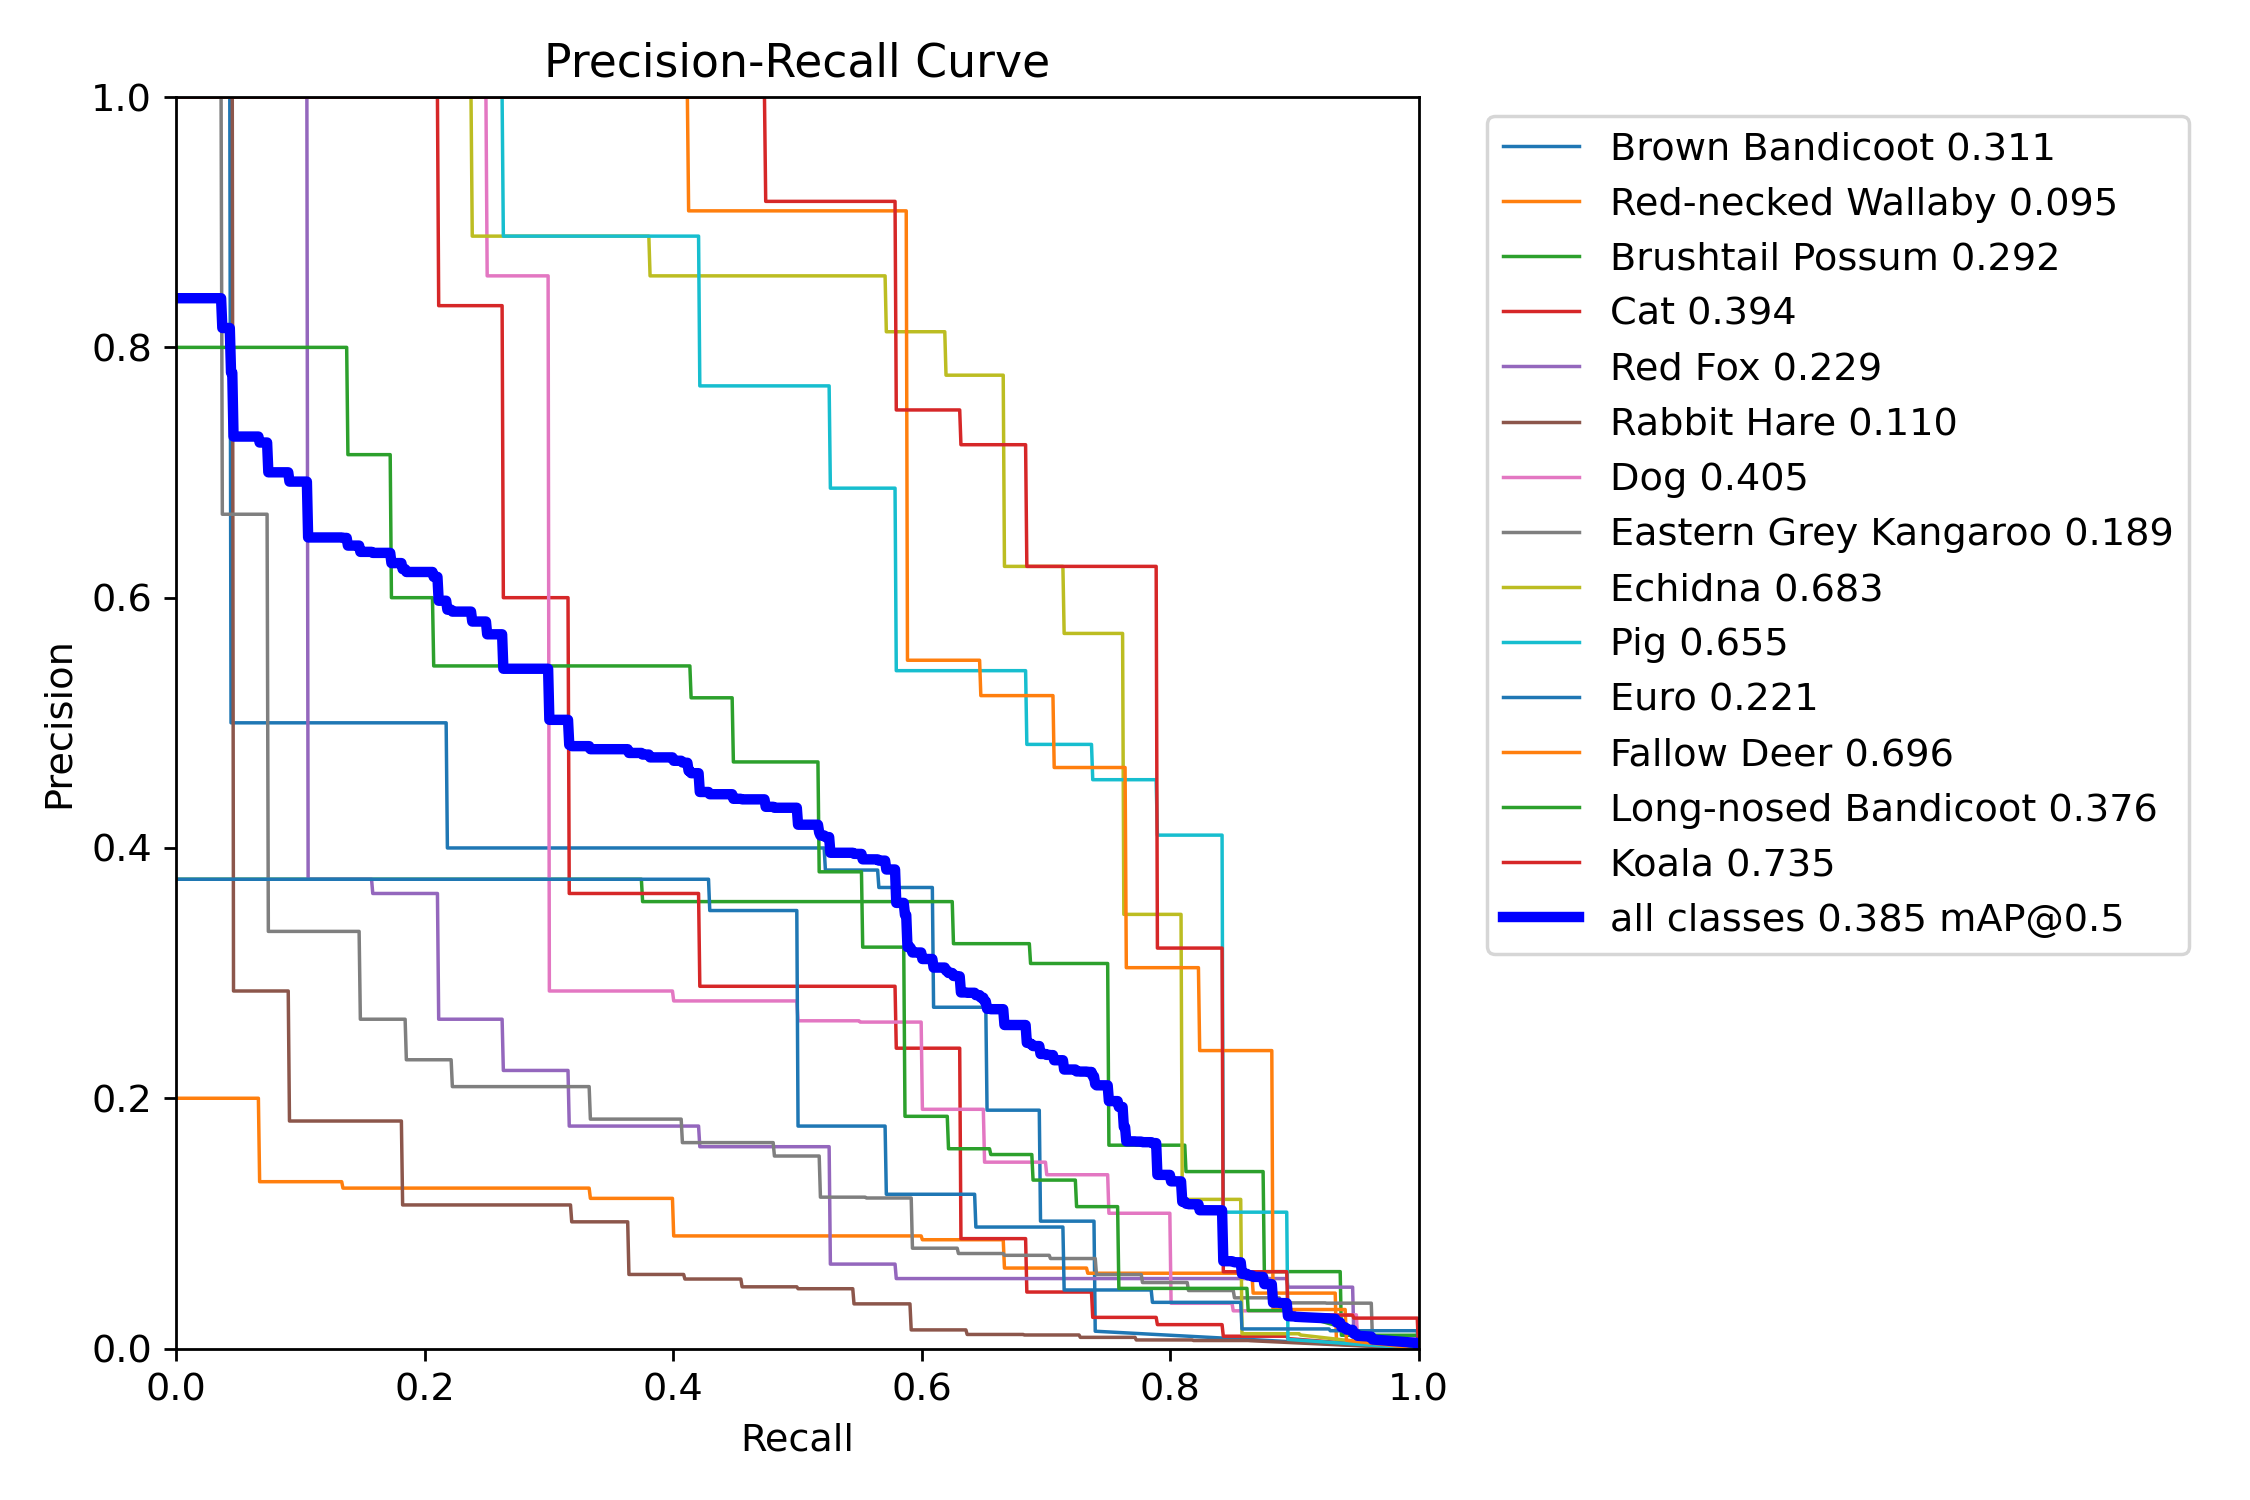 Precision-Recall Curve
1.0
0.8
0.6
0.4
0.2
0.0
Precision
0.0 0.2 0.4 0.6 0.8 1.0
Recall
Brown Bandicoot 0.311
Red-necked Wallaby 0.095
Brushtail Possum 0.292
Cat 0.394
Red Fox 0.229
Rabbit Hare 0.110
Dog 0.405
Eastern Grey Kangaroo 0.189
Echidna 0.683
Pig 0.655
Euro 0.221
Fallow Deer 0.696
Long-nosed Bandicoot 0.376
Koala 0.735
all classes 0.385 mAP@0.5